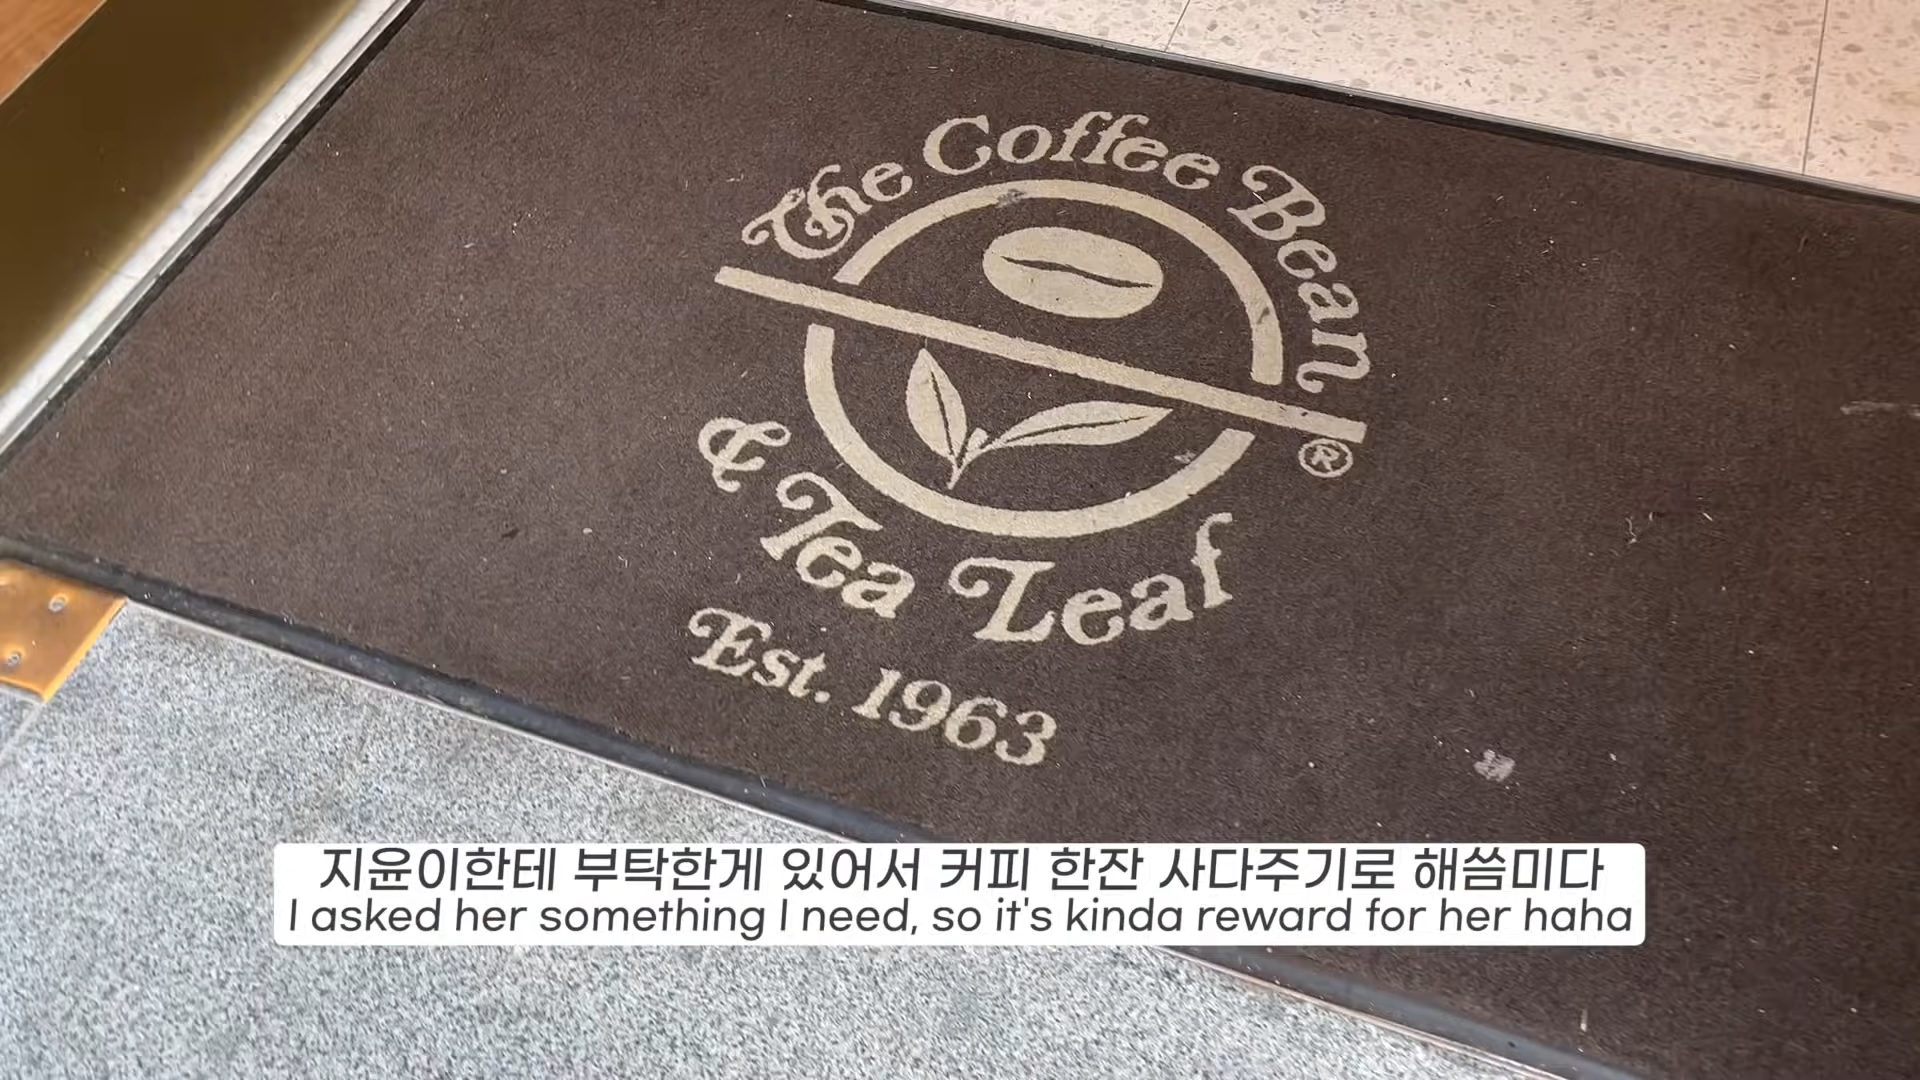 The Coffee Bean
®
& Tea Leaf
Est. 1963
지윤이한테 부탁한게 있어서 커피 한잔 사다주기로 해씀미다
I asked her something I need, so it's kinda reward for her haha